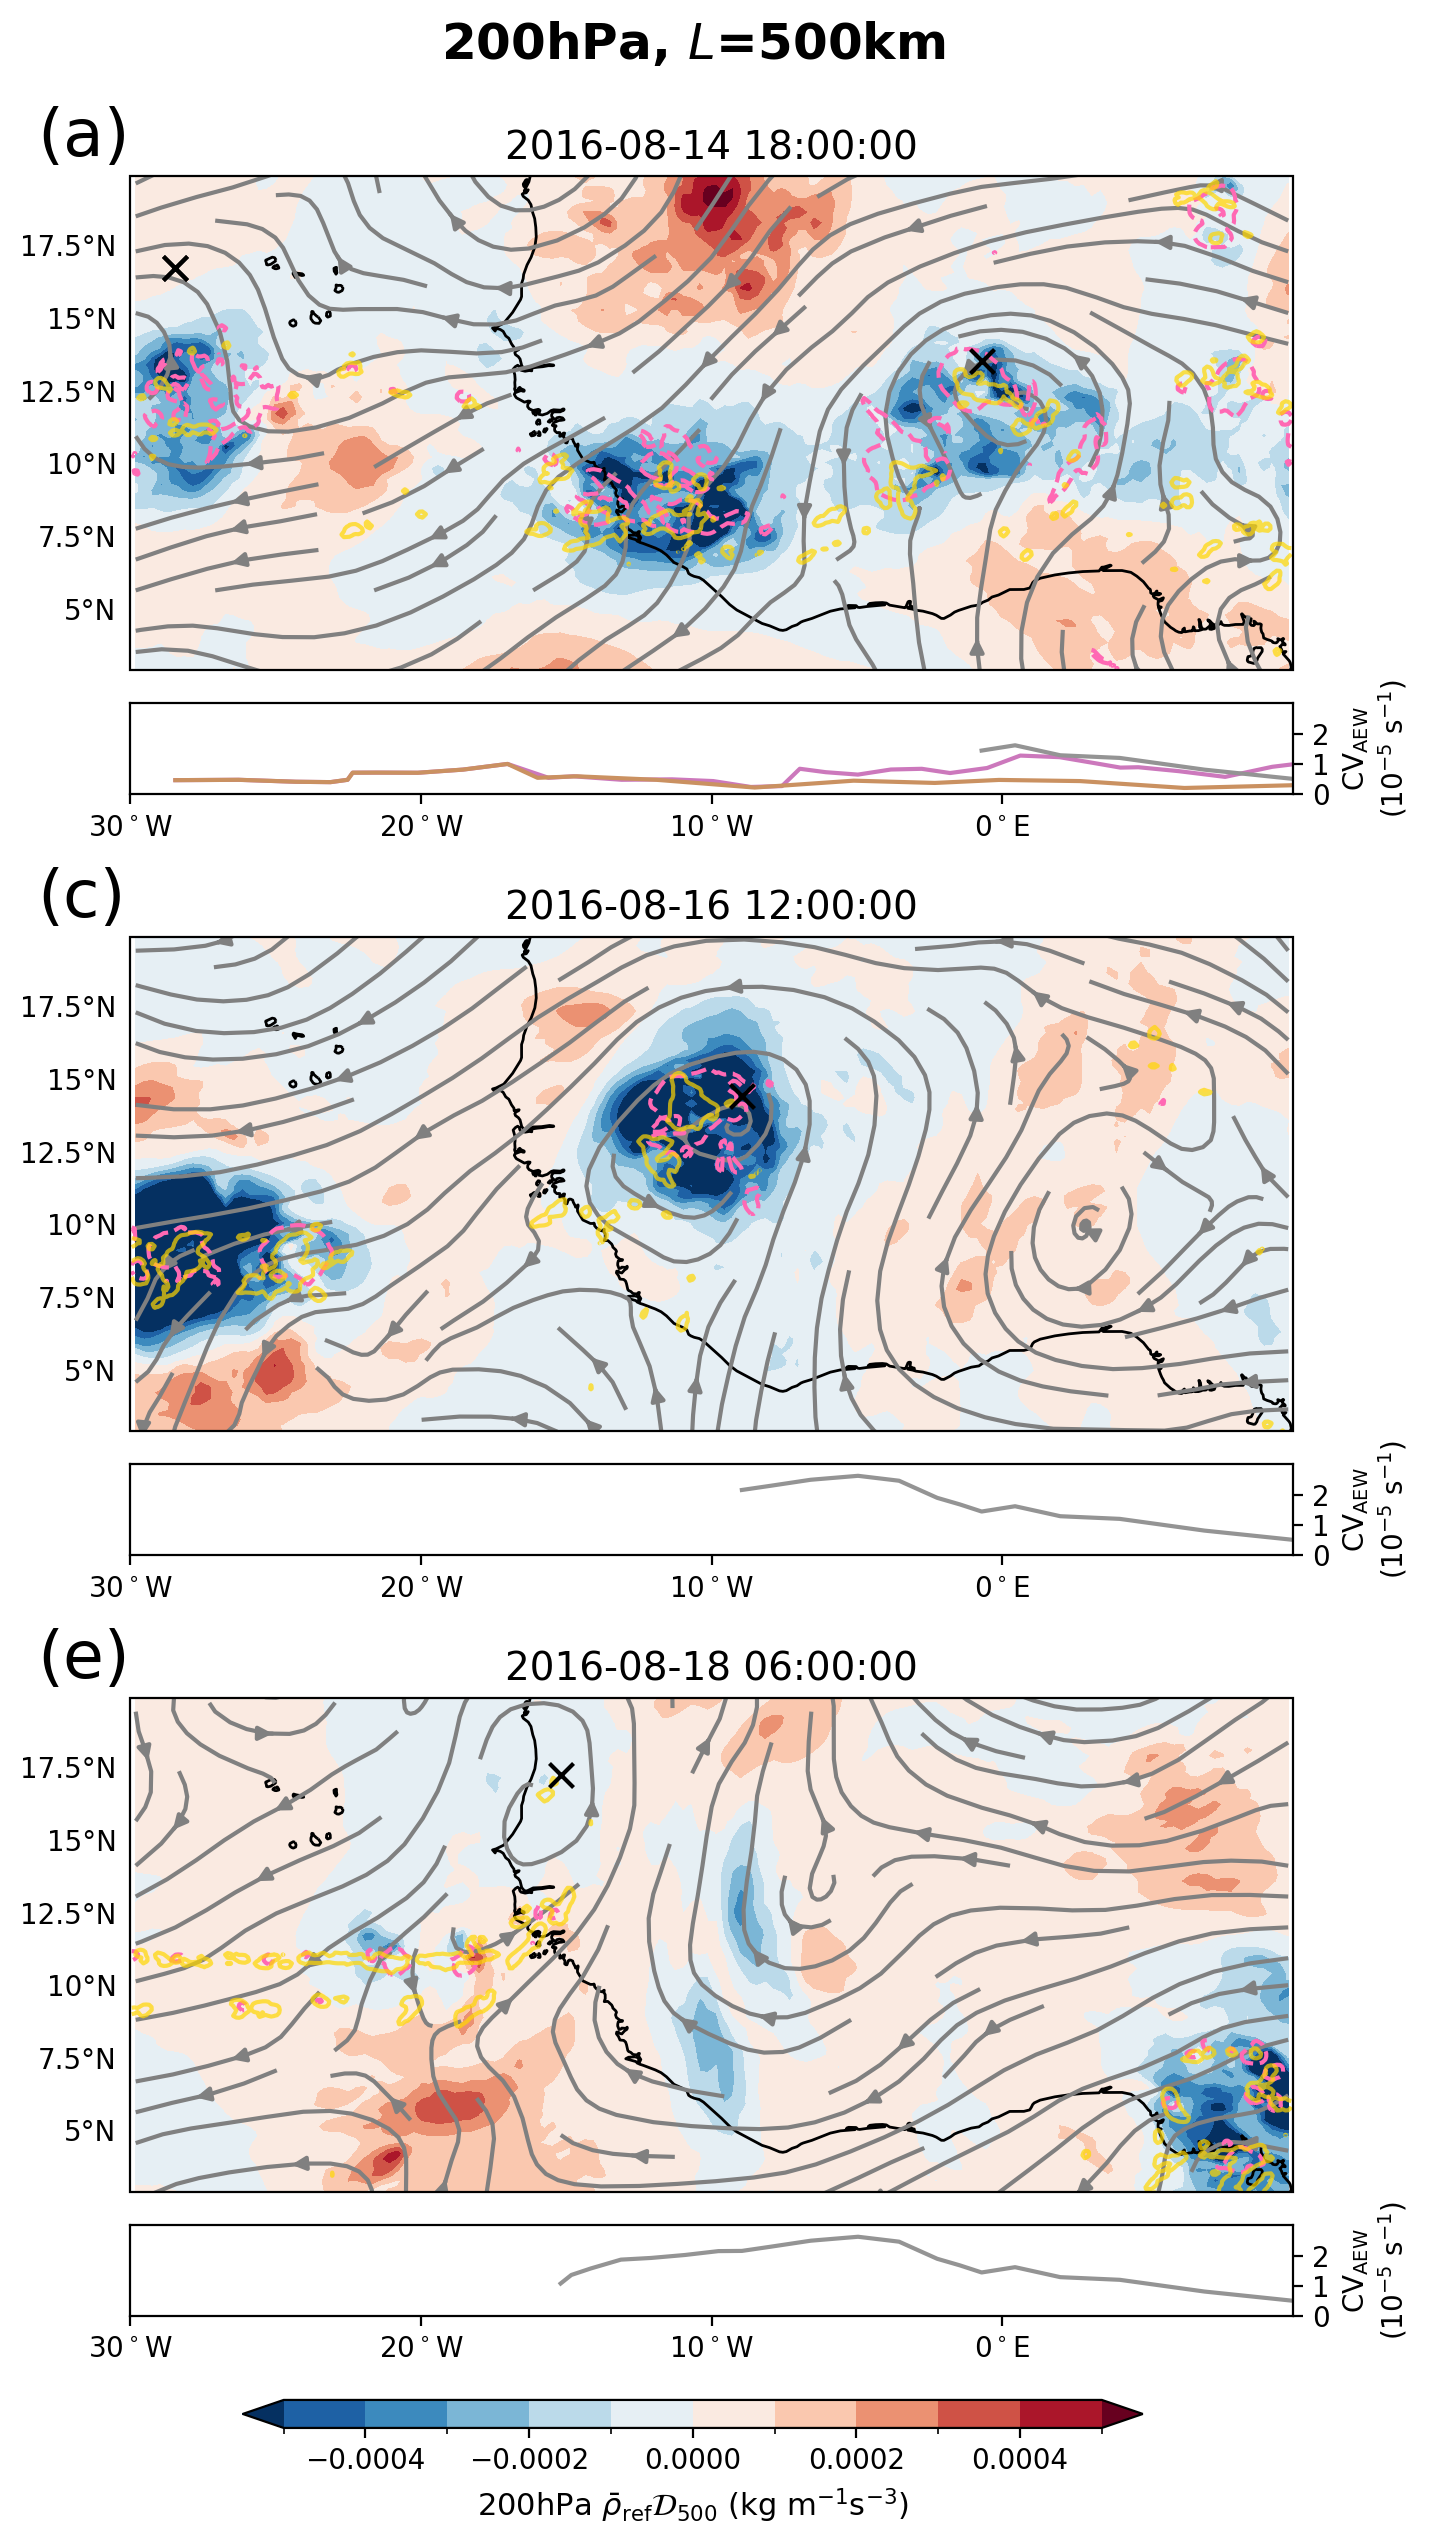 200hPa, L=500km
(a)
2016-08-14 18:00:00
17.5°N
15°N
12.5°N
10°N
7.5°N
5°N
2
1
0
CV_AEW
(10⁻⁵ s⁻¹)
30°W
20°W
10°W
0°E
(c)
2016-08-16 12:00:00
17.5°N
15°N
12.5°N
10°N
7.5°N
5°N
2
1
0
CV_AEW
(10⁻⁵ s⁻¹)
30°W
20°W
10°W
0°E
(e)
2016-08-18 06:00:00
17.5°N
15°N
12.5°N
10°N
7.5°N
5°N
2
1
0
CV_AEW
(10⁻⁵ s⁻¹)
30°W
20°W
10°W
0°E
−0.0004
−0.0002
0.0000
0.0002
0.0004
200hPa ρ̄_ref 𝒟₅₀₀ (kg m⁻¹s⁻³)